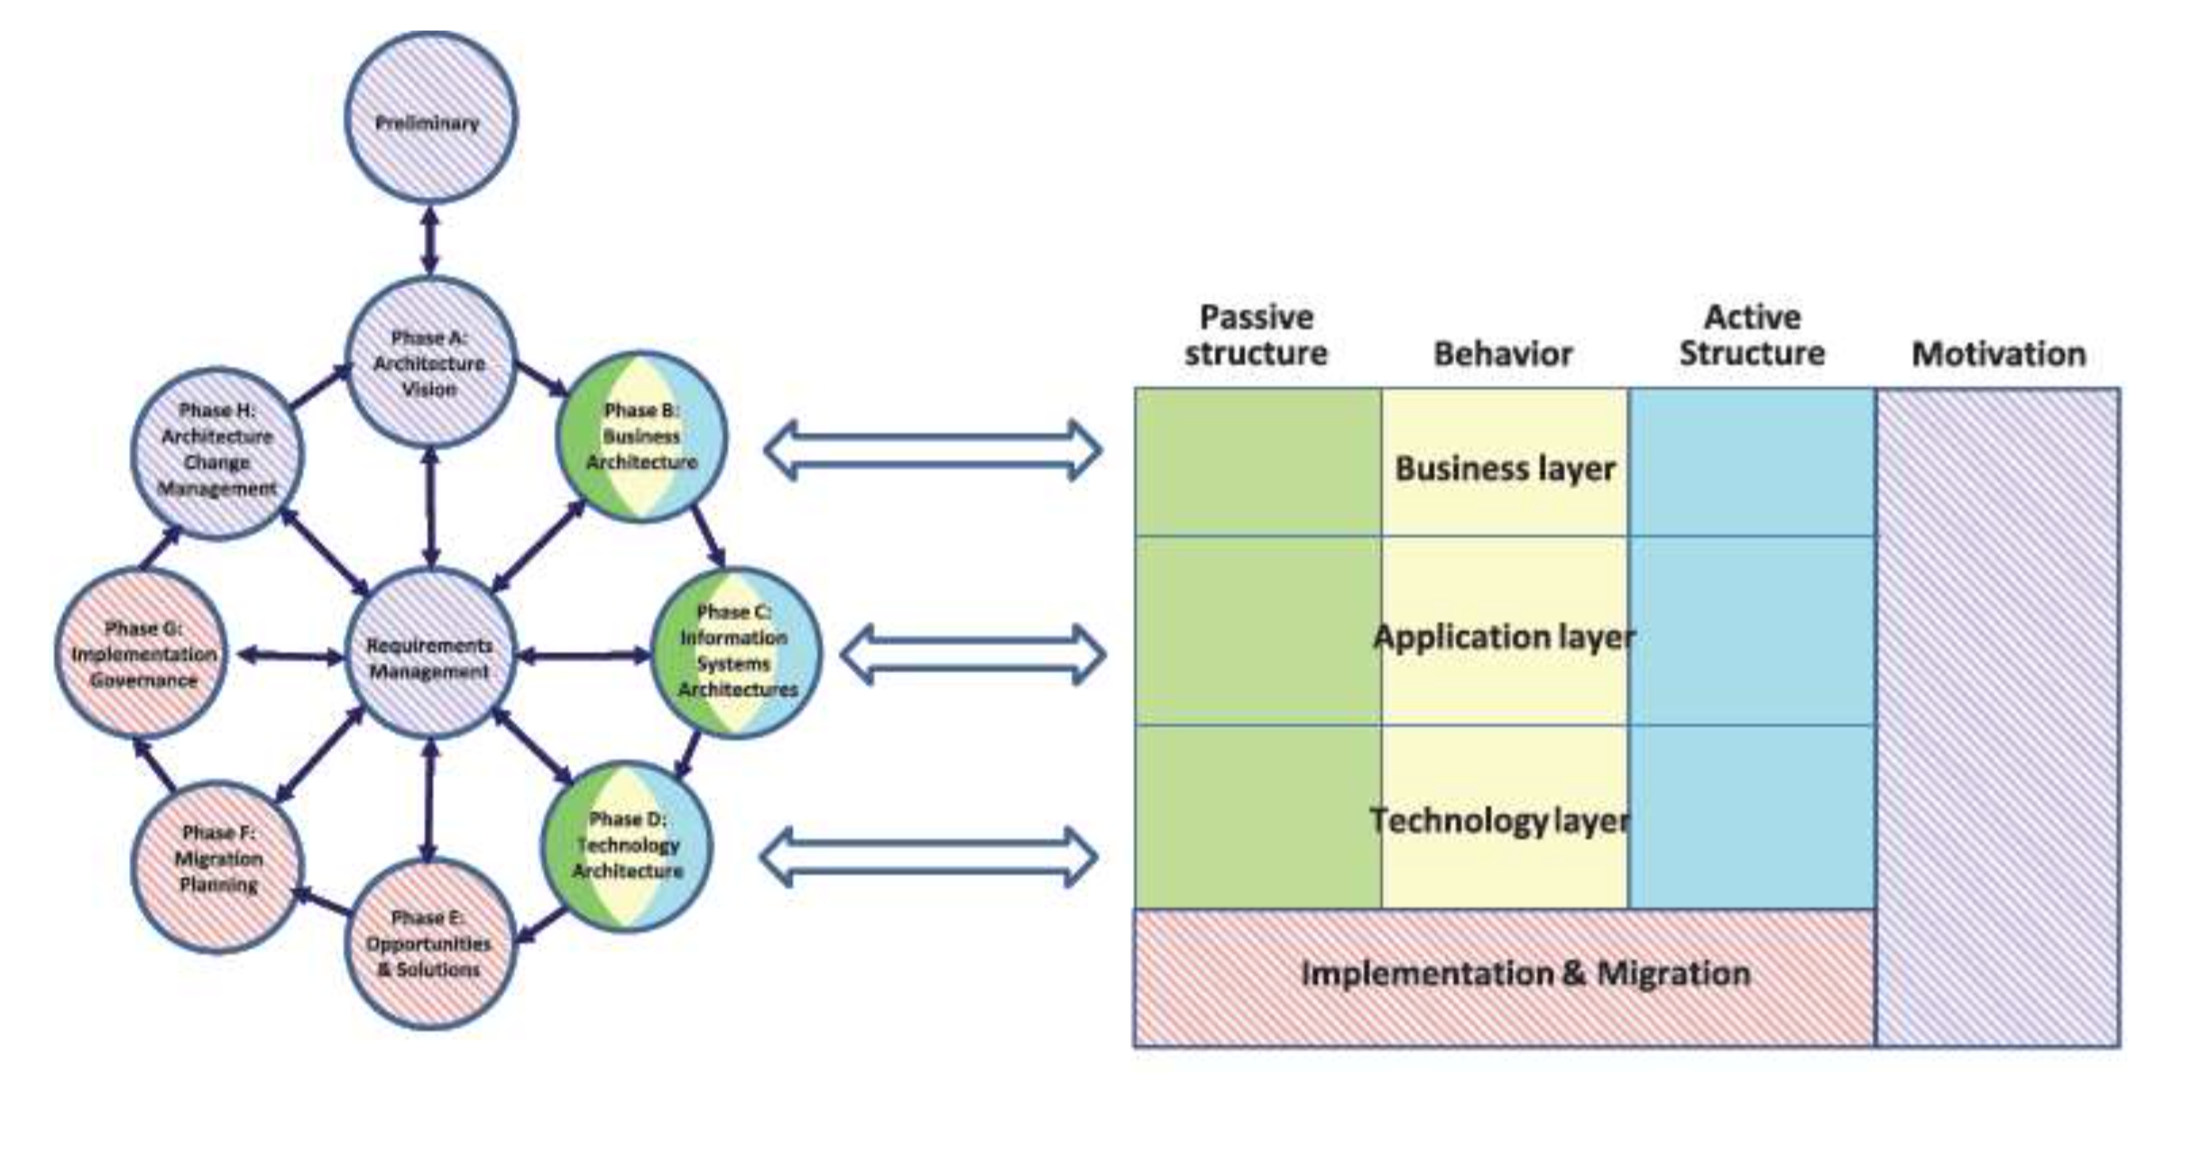 Preliminary
Phase A:
Architecture
Vision
Phase B:
Business
Architecture
Phase H:
Architecture
Change
Management
Phase C:
Information
Systems
Architectures
Phase G:
Implementation
Governance
Requirements
Management
Phase D:
Technology
Architecture
Phase F:
Migration
Planning
Phase E:
Opportunities
& Solutions
Passive
structure
Behavior
Active
Structure
Motivation
Business layer
Application layer
Technology layer
Implementation & Migration